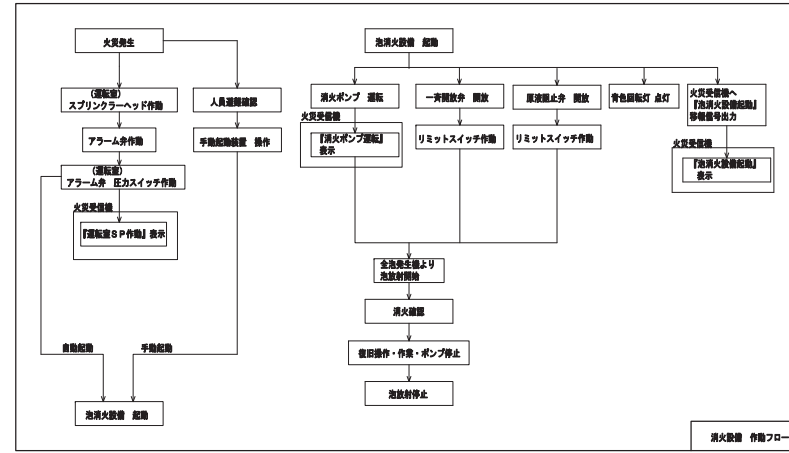 火災発生
(運転室)
スプリンクラーヘッド作動
人員避難確認
アラーム弁作動
手動起動装置 操作
(運転室)
アラーム弁 圧力スイッチ作動
火災受信機
『運転室SP作動』表示
自動起動
手動起動
泡消火設備 起動
泡消火設備 起動
消火ポンプ 運転
一斉開放弁 開放
原液阻止弁 開放
青色回転灯 点灯
火災受信機へ
『泡消火設備起動』
移報信号出力
火災受信機
『消火ポンプ運転』
表示
リミットスイッチ作動
リミットスイッチ作動
火災受信機
『泡消火設備起動』
表示
全泡発生機より
泡放射開始
消火確認
復旧操作・作業・ポンプ停止
泡放射停止
消火設備 作動フロー